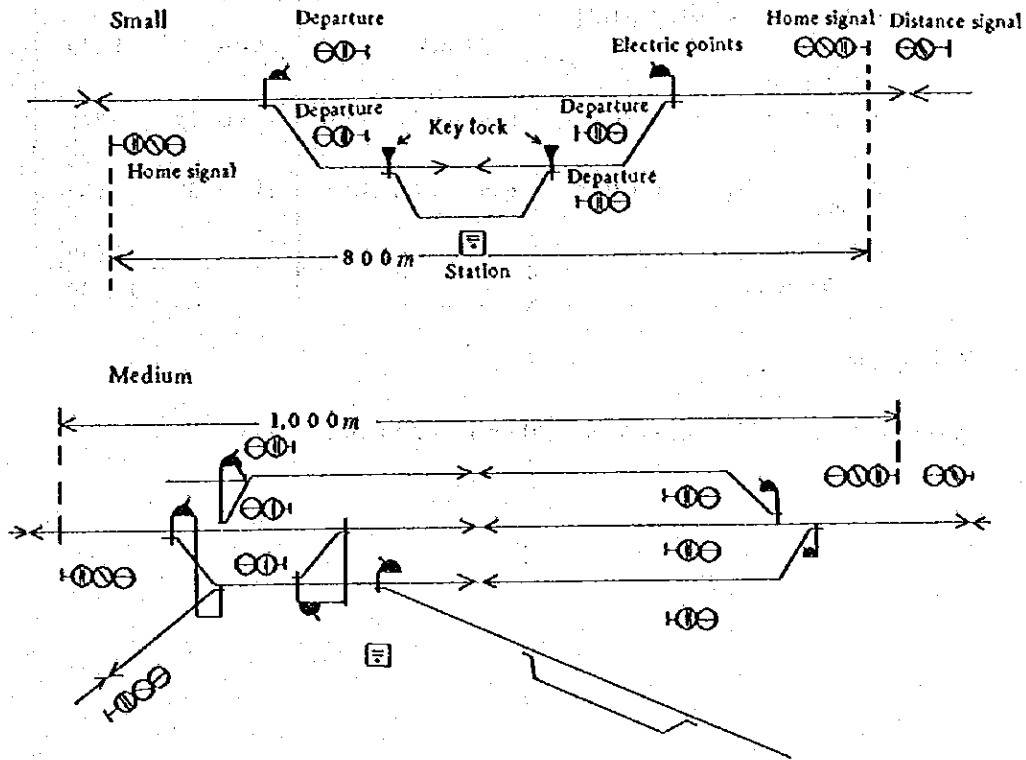 Small
Departure
Home signal
Distance signal
Electric points
Departure
Key lock
Departure
Home signal
Departure
800m
Station
Medium
1,000m